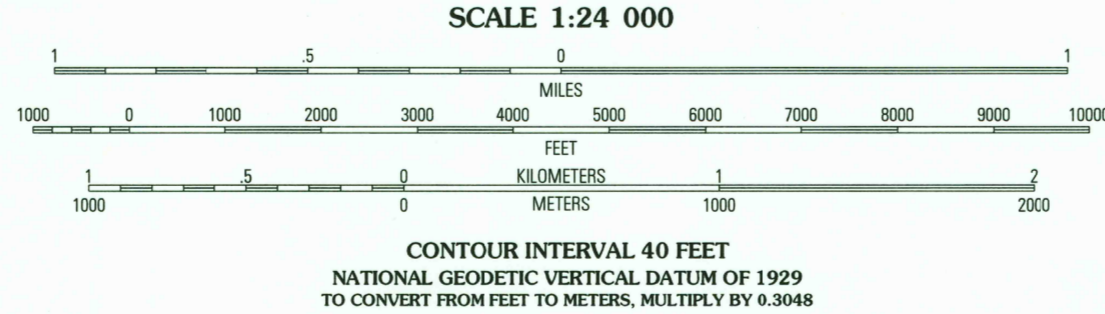 SCALE 1:24 000
1 .5 0 1
MILES
1000 0 1000 2000 3000 4000 5000 6000 7000 8000 9000 10000
FEET
1 .5 0 KILOMETERS 1 2
1000 0 METERS 1000 2000
CONTOUR INTERVAL 40 FEET
NATIONAL GEODETIC VERTICAL DATUM OF 1929
TO CONVERT FROM FEET TO METERS, MULTIPLY BY 0.3048